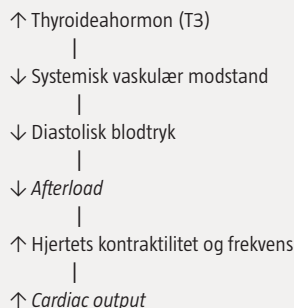 ↑ Thyroideahormon (T3)
↓ Systemisk vaskulær modstand
↓ Diastolisk blodtryk
↓ Afterload
↑ Hjertets kontraktilitet og frekvens
↑ Cardiac output